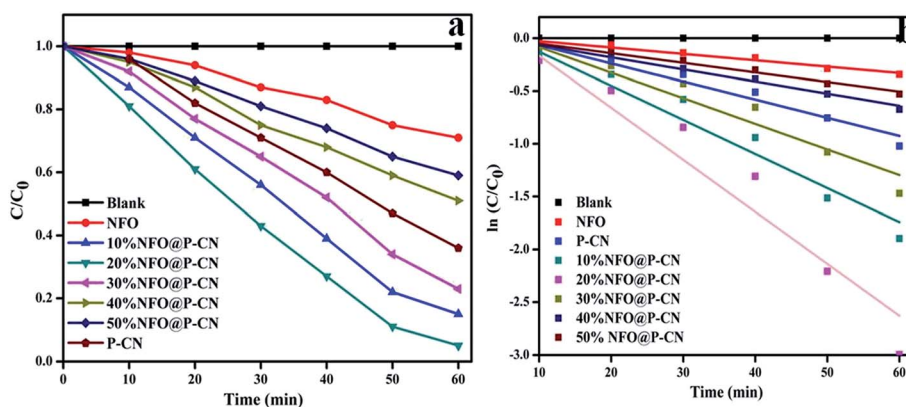 a
C/C0
1.0
0.8
0.6
0.4
0.2
0.0
Blank
NFO
10%NFO@P-CN
20%NFO@P-CN
30%NFO@P-CN
40%NFO@P-CN
50%NFO@P-CN
P-CN
0 10 20 30 40 50 60
Time (min)
ln (C/C0)
0.0
-0.5
-1.0
-1.5
-2.0
-2.5
-3.0
Blank
NFO
P-CN
10%NFO@P-CN
20%NFO@P-CN
30%NFO@P-CN
40%NFO@P-CN
50% NFO@P-CN
10 20 30 40 50 60
Time (min)